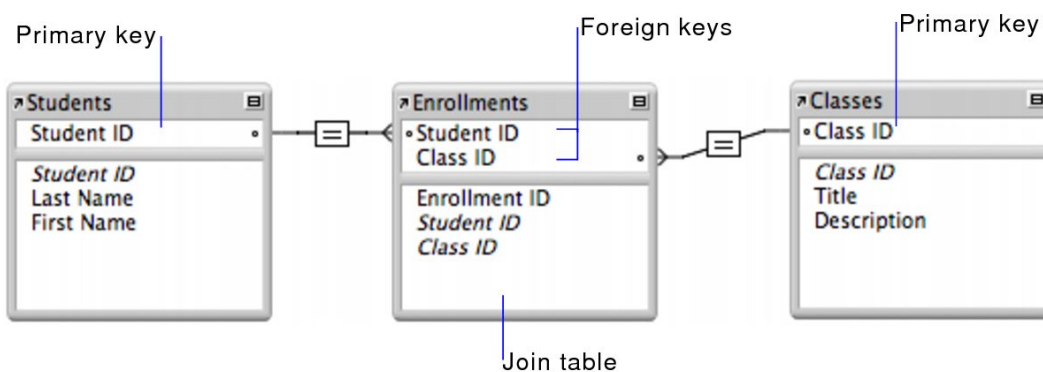 Primary key
Foreign keys
Primary key
Students
Student ID
Student ID
Last Name
First Name
Enrollments
Student ID
Class ID
Enrollment ID
Student ID
Class ID
Classes
Class ID
Class ID
Title
Description
Join table